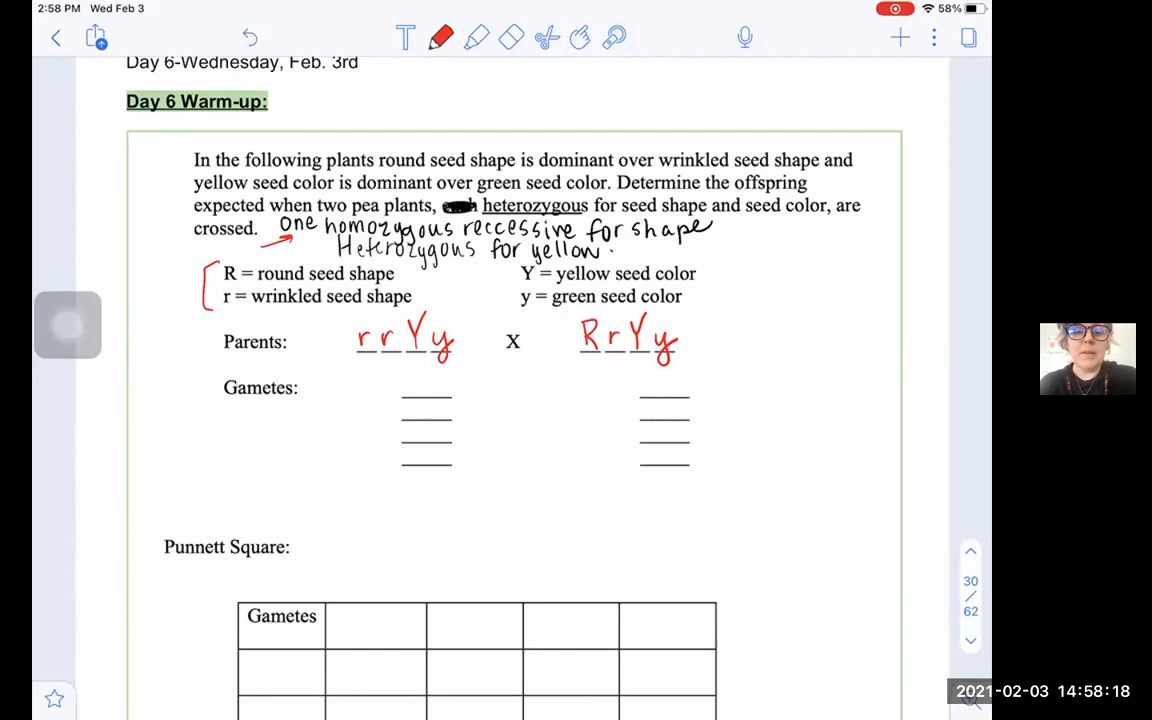 2:58 PM Wed Feb 3
58%
Day 6-Wednesday, Feb. 3rd
Day 6 Warm-up:
In the following plants round seed shape is dominant over wrinkled seed shape and
yellow seed color is dominant over green seed color. Determine the offspring
expected when two pea plants, heterozygous for seed shape and seed color, are
crossed. one homozygous reccessive for shape
Heterozygous for yellow.
R = round seed shape Y = yellow seed color
r = wrinkled seed shape y = green seed color
Parents: rrYy X RrYy
Gametes:
Punnett Square:
Gametes
30
/
62
2021-02-03 14:58:18